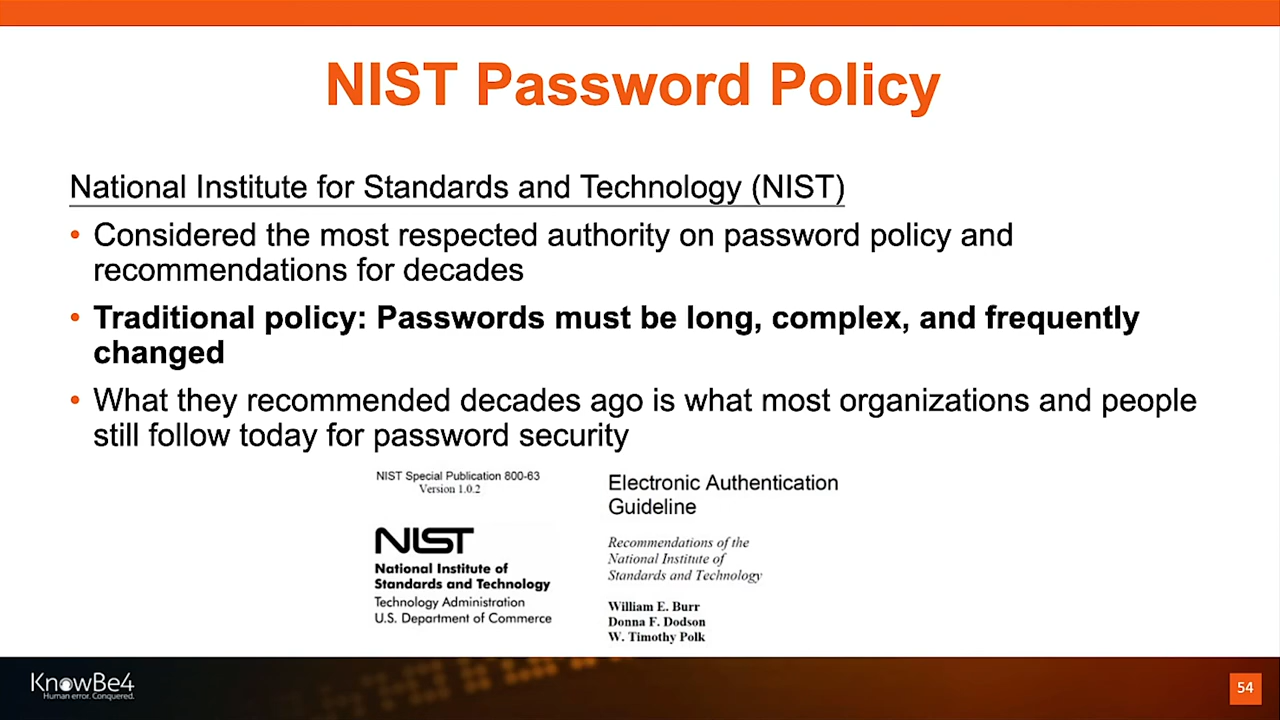 NIST Password Policy
National Institute for Standards and Technology (NIST)
• Considered the most respected authority on password policy and
recommendations for decades
• Traditional policy: Passwords must be long, complex, and frequently
changed
• What they recommended decades ago is what most organizations and people
still follow today for password security
NIST Special Publication 800-63
Version 1.0.2
NIST
National Institute of
Standards and Technology
Technology Administration
U.S. Department of Commerce
Electronic Authentication
Guideline
Recommendations of the
National Institute of
Standards and Technology
William E. Burr
Donna F. Dodson
W. Timothy Polk
KnowBe4
Human error. Conquered.
54